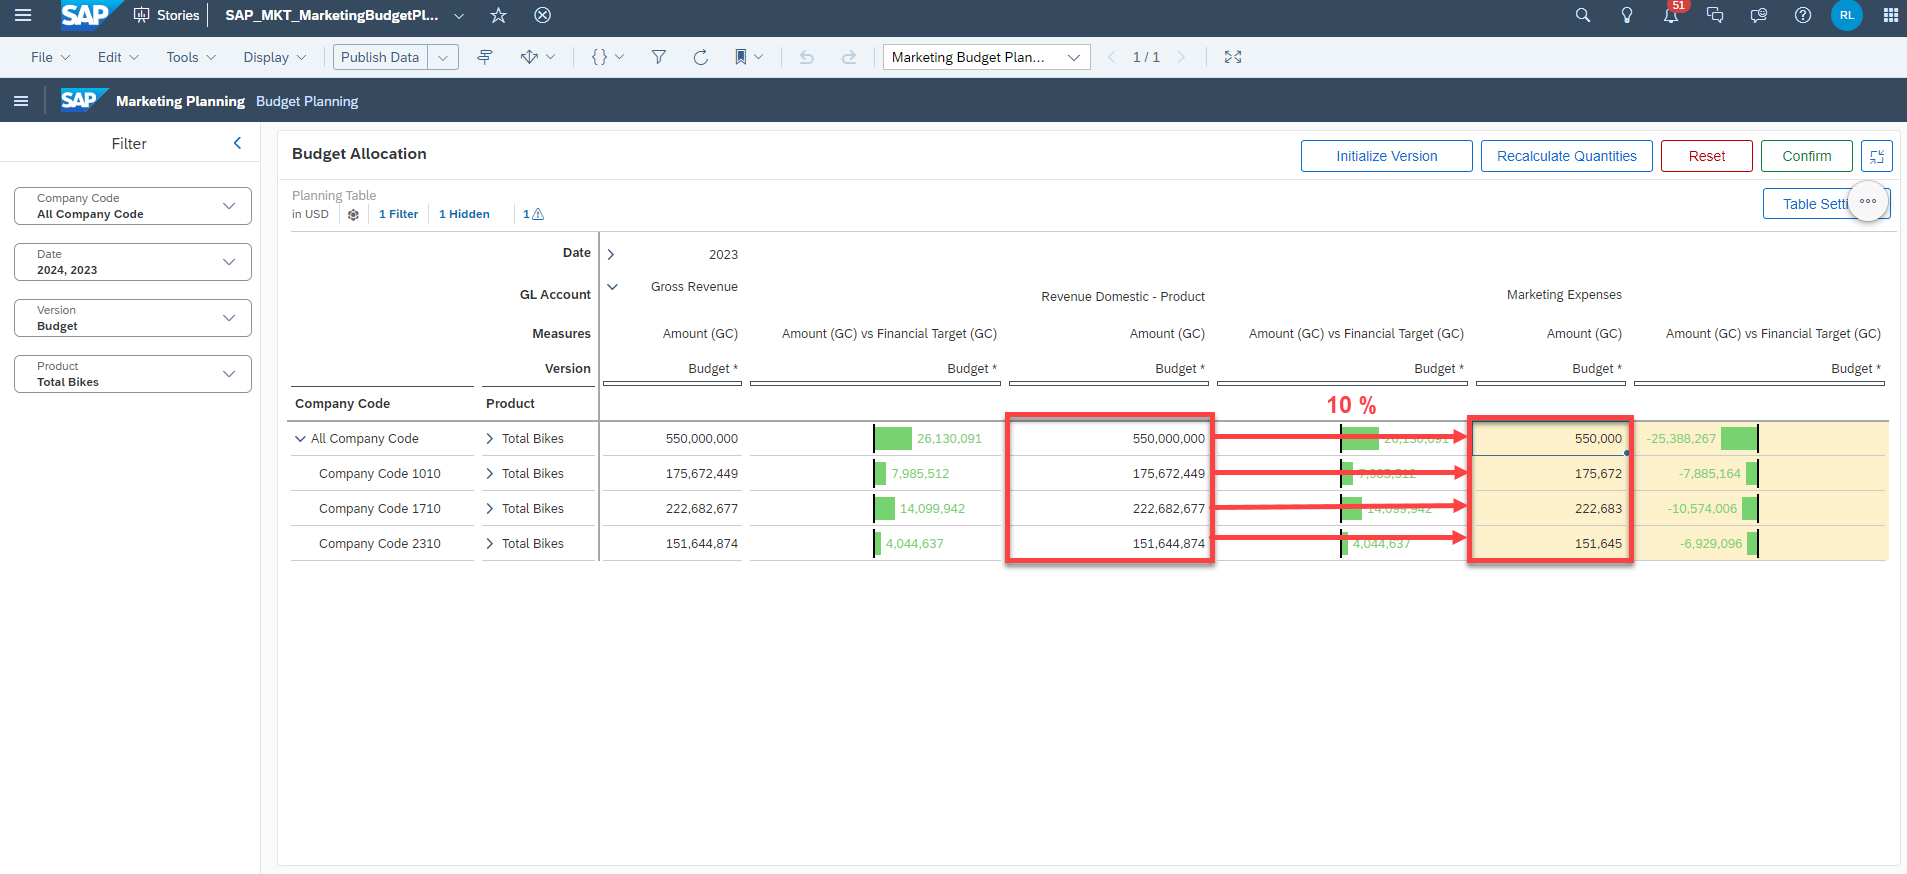 SAP Stories SAP_MKT_MarketingBudgetPl... 51 RL
File Edit Tools Display Publish Data {} Marketing Budget Plan... 1 / 1
SAP Marketing Planning Budget Planning
Filter
Company Code
All Company Code
Date
2024, 2023
Version
Budget
Product
Total Bikes
Budget Allocation Initialize Version Recalculate Quantities Reset Confirm
Planning Table
in USD 1 Filter 1 Hidden 1
Table Setti
Date 2023
GL Account Gross Revenue Revenue Domestic - Product Marketing Expenses
Measures Amount (GC) Amount (GC) vs Financial Target (GC) Amount (GC) Amount (GC) vs Financial Target (GC) Amount (GC) Amount (GC) vs Financial Target (GC)
Version Budget * Budget * Budget * Budget * Budget * Budget *
Company Code Product 10 %
All Company Code Total Bikes 550,000,000 26,130,091 550,000,000 26,130,091 550,000 -25,388,267
Company Code 1010 Total Bikes 175,672,449 7,985,512 175,672,449 7,985,512 175,672 -7,885,164
Company Code 1710 Total Bikes 222,682,677 14,099,942 222,682,677 14,099,942 222,683 -10,574,006
Company Code 2310 Total Bikes 151,644,874 4,044,637 151,644,874 4,044,637 151,645 -6,929,096